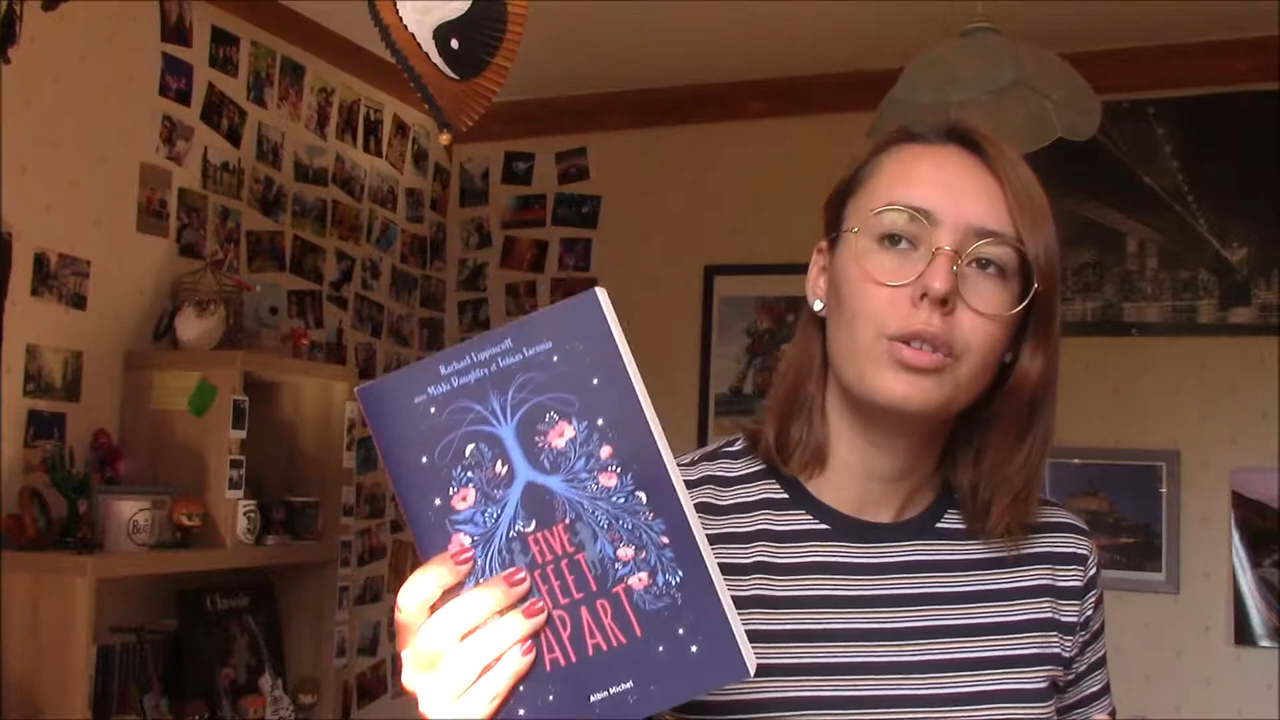 Rachael Lippincott
avec Mikki Daughtry et Tobias Iaconis
FIVE
FEET
APART
Albin Michel
Classic